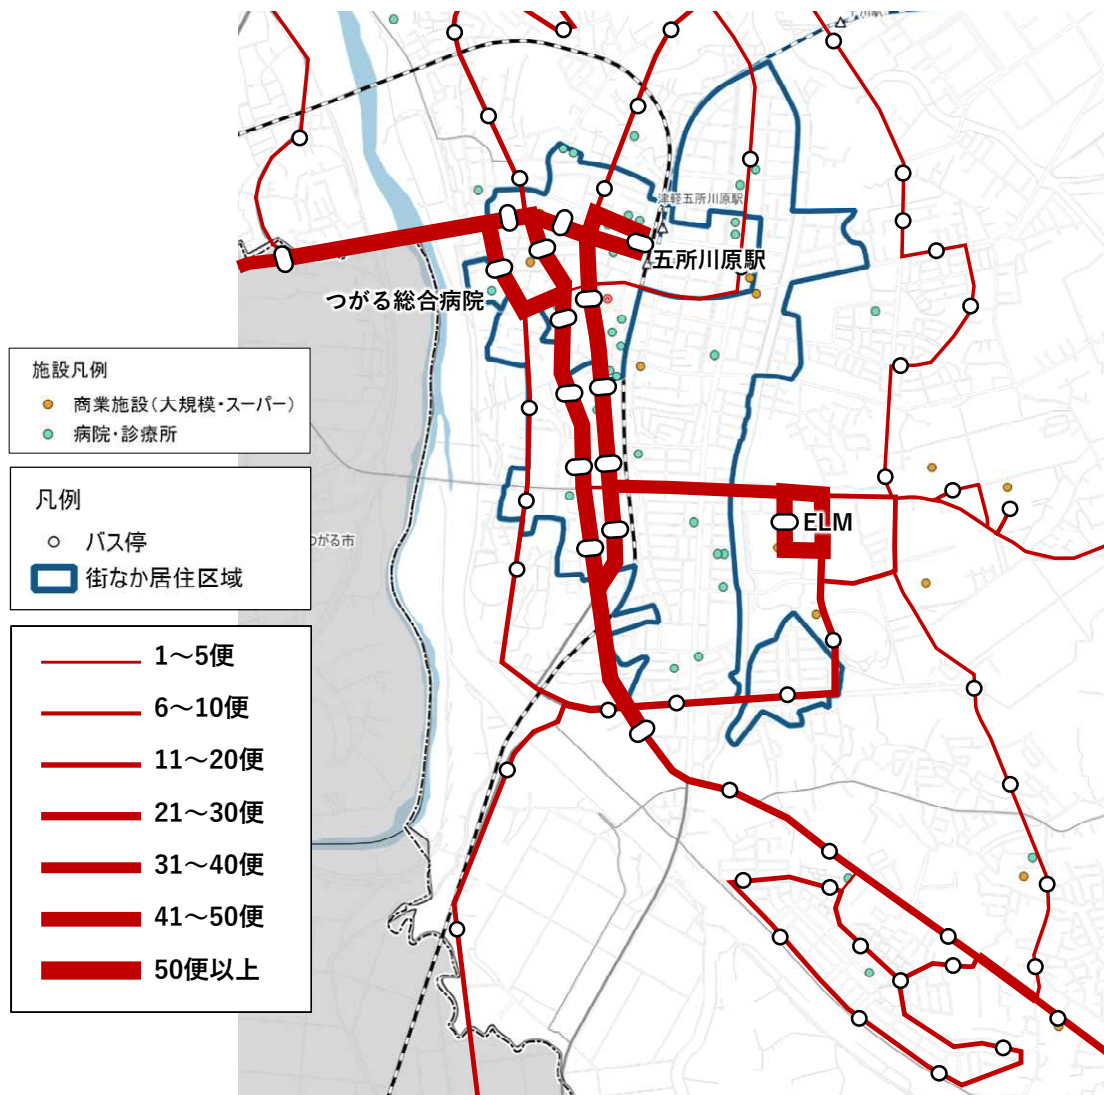 津軽五所川原駅
五所川原駅
つがる総合病院
施設凡例
商業施設(大規模・スーパー)
病院・診療所
凡例
バス停
街なか居住区域
がる市
ELM
1～5便
6～10便
11～20便
21～30便
31～40便
41～50便
50便以上